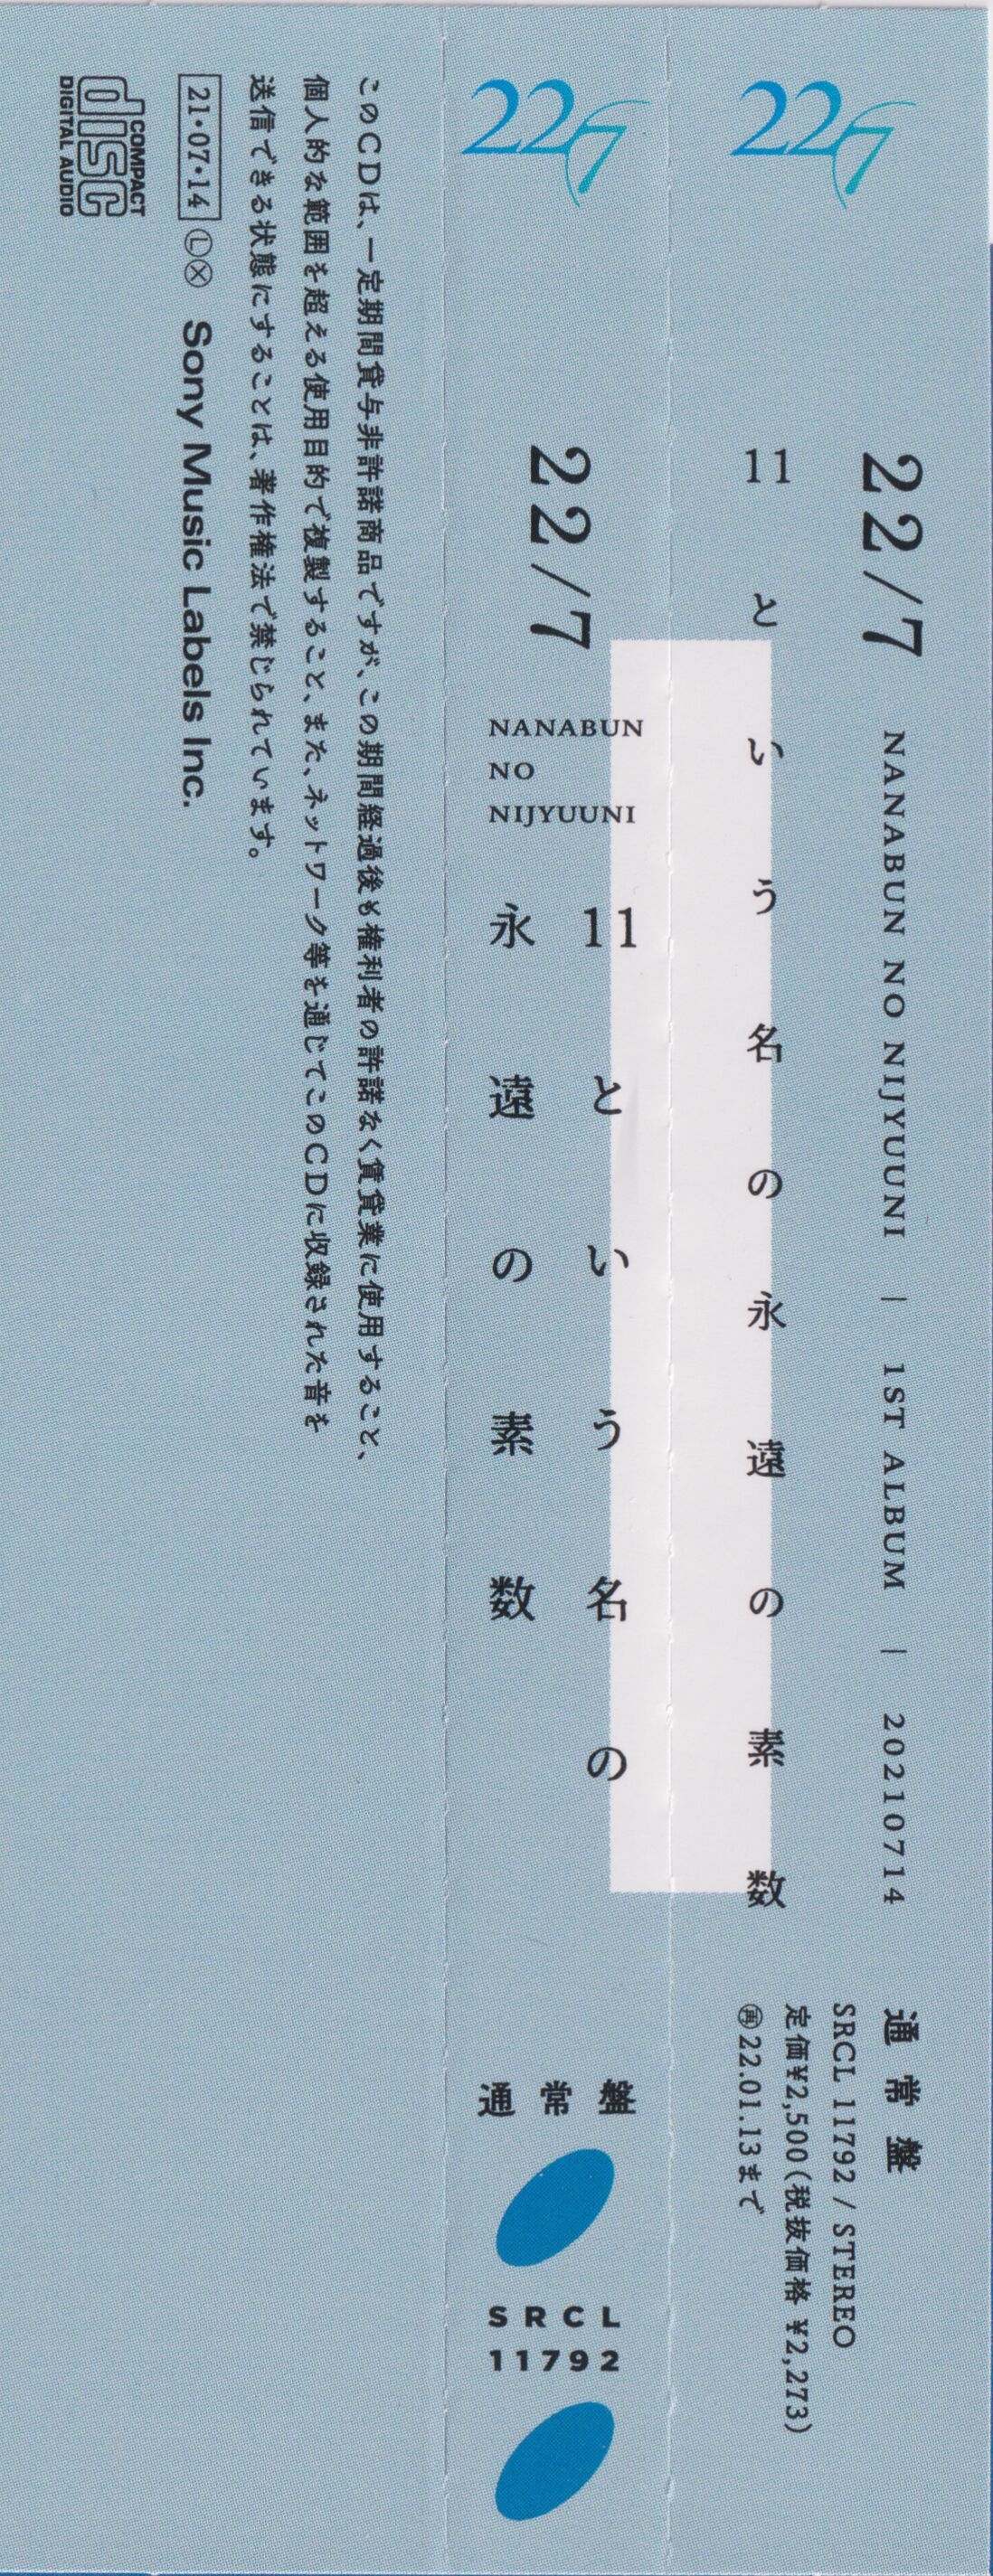 22/7
22/7
NANABUN NO NIJYUUNI | 1ST ALBUM | 20210714
11という名の永遠の素数
通常盤
SRCL 11792 / STEREO
定価¥2,500(税抜価格 ¥2,273)
㊢22.01.13まで
22/7
22/7
NANABUN
NO
NIJYUUNI
11という名の
永遠の素数
通常盤
SRCL
11792
このCDは、一定期間貸与非許諾商品ですが、この期間経過後も権利者の許諾なく賃貸業に使用すること、
個人的な範囲を超える使用目的で複製すること、また、ネットワーク等を通じてこのCDに収録された音を
送信できる状態にすることは、著作権法で禁じられています。
21・07・14 ⓁⓍ Sony Music Labels Inc.
COMPACT
disc
DIGITAL AUDIO